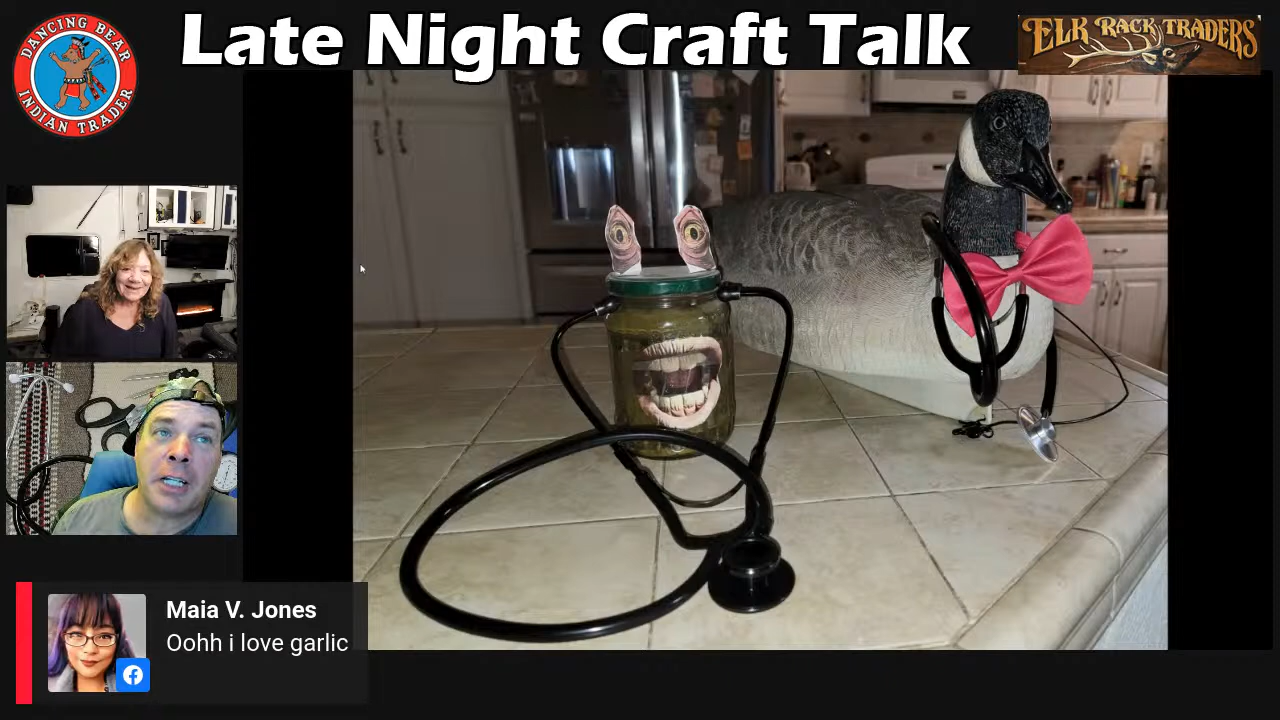 DANCING BEAR
INDIAN TRADER
Late Night Craft Talk
ELK RACK TRADERS
Maia V. Jones
Oohh i love garlic